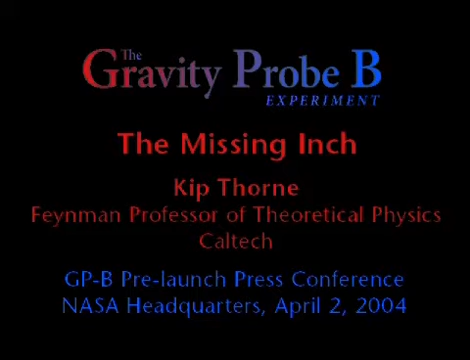 The
Gravity Probe B
EXPERIMENT
The Missing Inch
Kip Thorne
Feynman Professor of Theoretical Physics
Caltech
GP-B Pre-launch Press Conference
NASA Headquarters, April 2, 2004